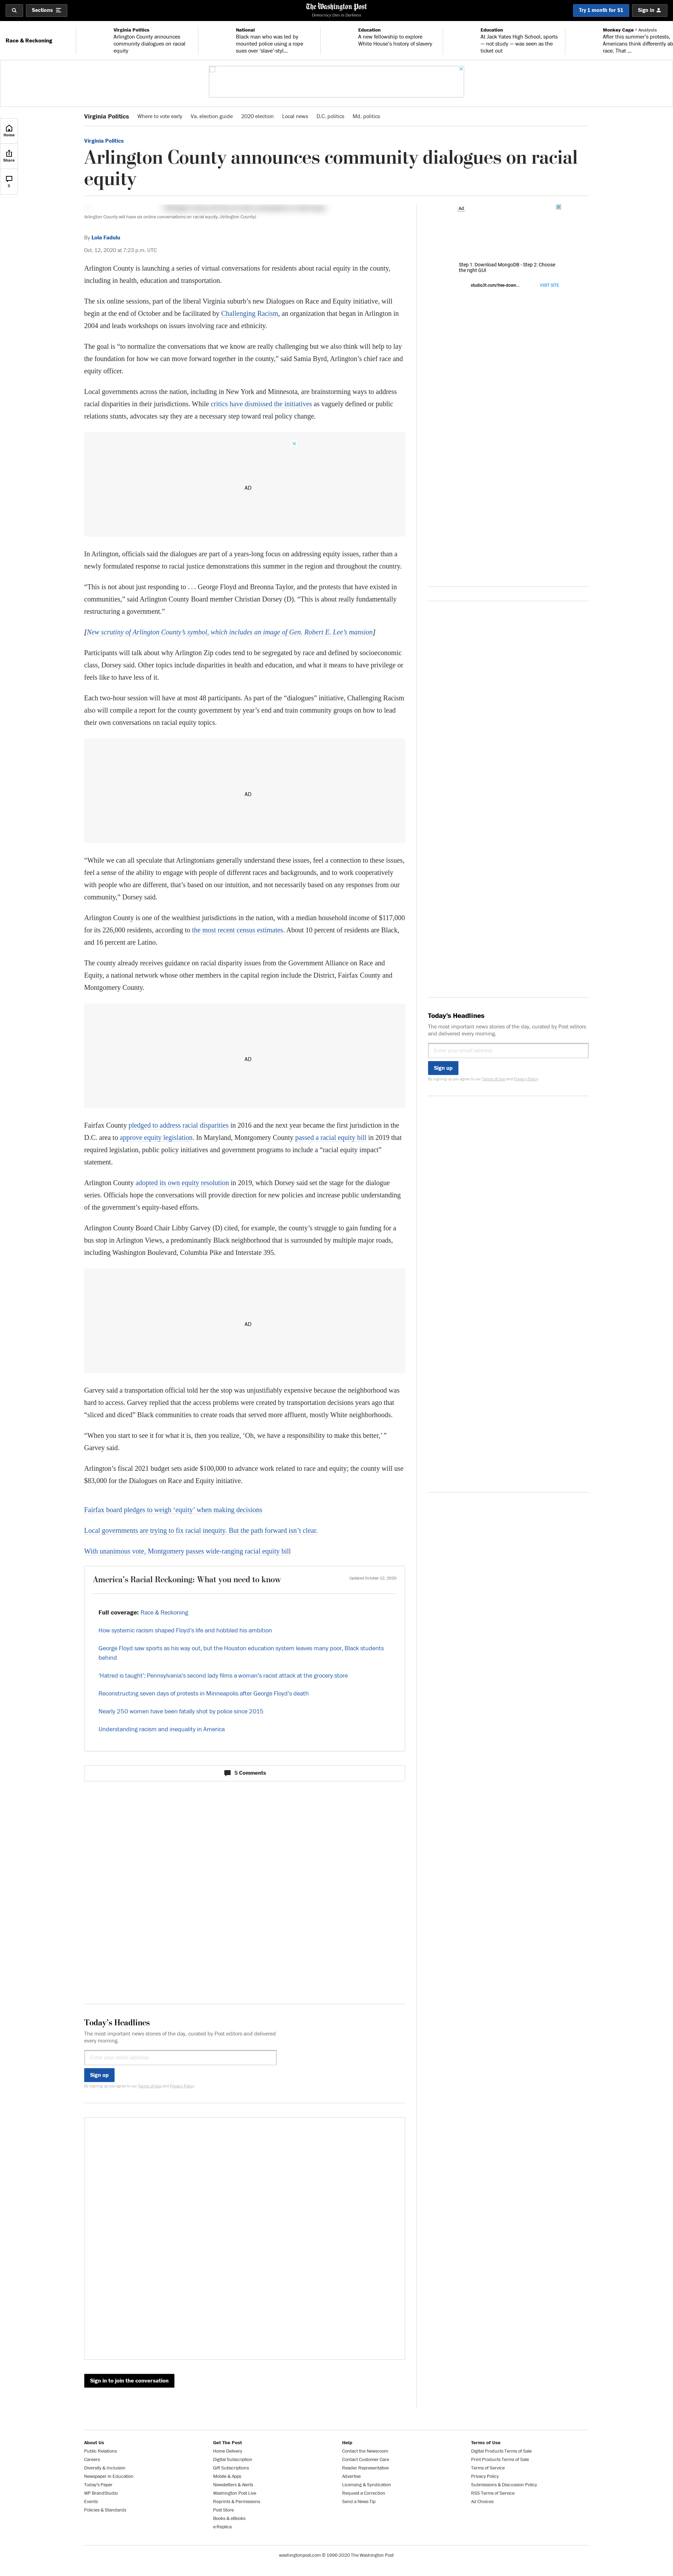 Sections
The Washington Post
Democracy Dies in Darkness
Try 1 month for $1
Sign in
Race & Reckoning
Virginia Politics
Arlington County announces
community dialogues on racial
equity
National
Black man who was led by
mounted police using a rope
sues over 'slave'-styl...
Education
A new fellowship to explore
White House's history of slavery
Education
At Jack Yates High School, sports
— not study — was seen as the
ticket out
Monkey Cage • Analysis
After this summer's protests,
Americans think differently ab
race. That ...
Home
Share
5
Virginia Politics
Where to vote early
Va. election guide
2020 election
Local news
D.C. politics
Md. politics
Virginia Politics
Arlington County announces community dialogues on racial
equity
Arlington County will have six online conversations on racial equity. (Arlington County)
By Lola Fadulu
Oct. 12, 2020 at 7:23 p.m. UTC
Arlington County is launching a series of virtual conversations for residents about racial equity in the county,
including in health, education and transportation.
The six online sessions, part of the liberal Virginia suburb's new Dialogues on Race and Equity initiative, will
begin at the end of October and be facilitated by Challenging Racism, an organization that began in Arlington in
2004 and leads workshops on issues involving race and ethnicity.
The goal is "to normalize the conversations that we know are really challenging but we also think will help to lay
the foundation for how we can move forward together in the county," said Samia Byrd, Arlington's chief race and
equity officer.
Local governments across the nation, including in New York and Minnesota, are brainstorming ways to address
racial disparities in their jurisdictions. While critics have dismissed the initiatives as vaguely defined or public
relations stunts, advocates say they are a necessary step toward real policy change.
AD
In Arlington, officials said the dialogues are part of a years-long focus on addressing equity issues, rather than a
newly formulated response to racial justice demonstrations this summer in the region and throughout the country.
"This is not about just responding to . . . George Floyd and Breonna Taylor, and the protests that have existed in
communities," said Arlington County Board member Christian Dorsey (D). "This is about really fundamentally
restructuring a government."
[New scrutiny of Arlington County's symbol, which includes an image of Gen. Robert E. Lee's mansion]
Participants will talk about why Arlington Zip codes tend to be segregated by race and defined by socioeconomic
class, Dorsey said. Other topics include disparities in health and education, and what it means to have privilege or
feels like to have less of it.
Each two-hour session will have at most 48 participants. As part of the "dialogues" initiative, Challenging Racism
also will compile a report for the county government by year's end and train community groups on how to lead
their own conversations on racial equity topics.
AD
"While we can all speculate that Arlingtonians generally understand these issues, feel a connection to these issues,
feel a sense of the ability to engage with people of different races and backgrounds, and to work cooperatively
with people who are different, that's based on our intuition, and not necessarily based on any responses from our
community," Dorsey said.
Arlington County is one of the wealthiest jurisdictions in the nation, with a median household income of $117,000
for its 226,000 residents, according to the most recent census estimates. About 10 percent of residents are Black,
and 16 percent are Latino.
The county already receives guidance on racial disparity issues from the Government Alliance on Race and
Equity, a national network whose other members in the capital region include the District, Fairfax County and
Montgomery County.
AD
Fairfax County pledged to address racial disparities in 2016 and the next year became the first jurisdiction in the
D.C. area to approve equity legislation. In Maryland, Montgomery County passed a racial equity bill in 2019 that
required legislation, public policy initiatives and government programs to include a "racial equity impact"
statement.
Arlington County adopted its own equity resolution in 2019, which Dorsey said set the stage for the dialogue
series. Officials hope the conversations will provide direction for new policies and increase public understanding
of the government's equity-based efforts.
Arlington County Board Chair Libby Garvey (D) cited, for example, the county's struggle to gain funding for a
bus stop in Arlington Views, a predominantly Black neighborhood that is surrounded by multiple major roads,
including Washington Boulevard, Columbia Pike and Interstate 395.
AD
Garvey said a transportation official told her the stop was unjustifiably expensive because the neighborhood was
hard to access. Garvey replied that the access problems were created by transportation decisions years ago that
"sliced and diced" Black communities to create roads that served more affluent, mostly White neighborhoods.
"When you start to see it for what it is, then you realize, 'Oh, we have a responsibility to make this better,' "
Garvey said.
Arlington's fiscal 2021 budget sets aside $100,000 to advance work related to race and equity; the county will use
$83,000 for the Dialogues on Race and Equity initiative.
Fairfax board pledges to weigh 'equity' when making decisions
Local governments are trying to fix racial inequity. But the path forward isn't clear.
With unanimous vote, Montgomery passes wide-ranging racial equity bill
America's Racial Reckoning: What you need to know
Updated October 12, 2020
Full coverage: Race & Reckoning
How systemic racism shaped Floyd's life and hobbled his ambition
George Floyd saw sports as his way out, but the Houston education system leaves many poor, Black students
behind
'Hatred is taught': Pennsylvania's second lady films a woman's racist attack at the grocery store
Reconstructing seven days of protests in Minneapolis after George Floyd's death
Nearly 250 women have been fatally shot by police since 2015
Understanding racism and inequality in America
5 Comments
Today's Headlines
The most important news stories of the day, curated by Post editors and delivered
every morning.
Enter your email address
Sign up
By signing up you agree to our Terms of Use and Privacy Policy
Sign in to join the conversation
Ad
Step 1: Download MongoDB - Step 2: Choose
the right GUI
studio3t.com/free-down...
VISIT SITE
Today's Headlines
The most important news stories of the day, curated by Post editors
and delivered every morning.
Enter your email address
Sign up
By signing up you agree to our Terms of Use and Privacy Policy
About Us
Public Relations
Careers
Diversity & Inclusion
Newspaper in Education
Today's Paper
WP BrandStudio
Events
Policies & Standards
Get The Post
Home Delivery
Digital Subscription
Gift Subscriptions
Mobile & Apps
Newsletters & Alerts
Washington Post Live
Reprints & Permissions
Post Store
Books & eBooks
e-Replica
Help
Contact the Newsroom
Contact Customer Care
Reader Representative
Advertise
Licensing & Syndication
Request a Correction
Send a News Tip
Terms of Use
Digital Products Terms of Sale
Print Products Terms of Sale
Terms of Service
Privacy Policy
Submissions & Discussion Policy
RSS Terms of Service
Ad Choices
washingtonpost.com © 1996-2020 The Washington Post